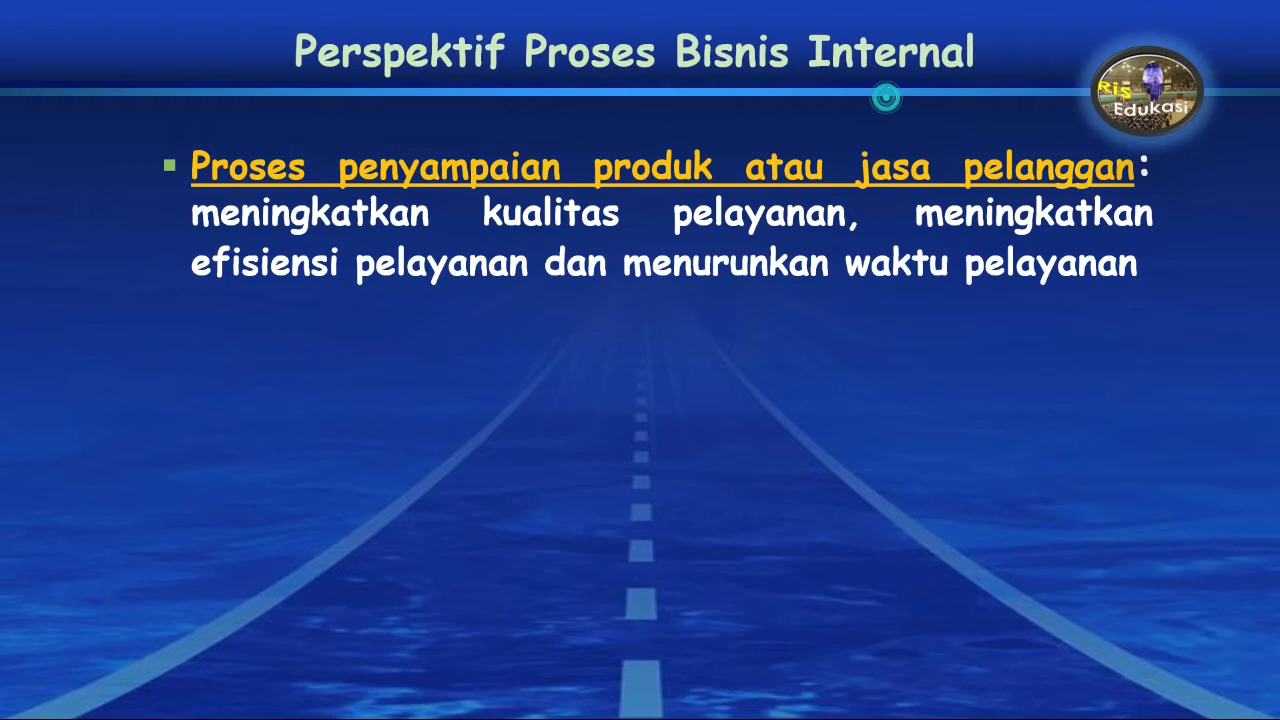 Perspektif Proses Bisnis Internal
Ris
Edukasi
Proses penyampaian produk atau jasa pelanggan:
meningkatkan kualitas pelayanan, meningkatkan
efisiensi pelayanan dan menurunkan waktu pelayanan